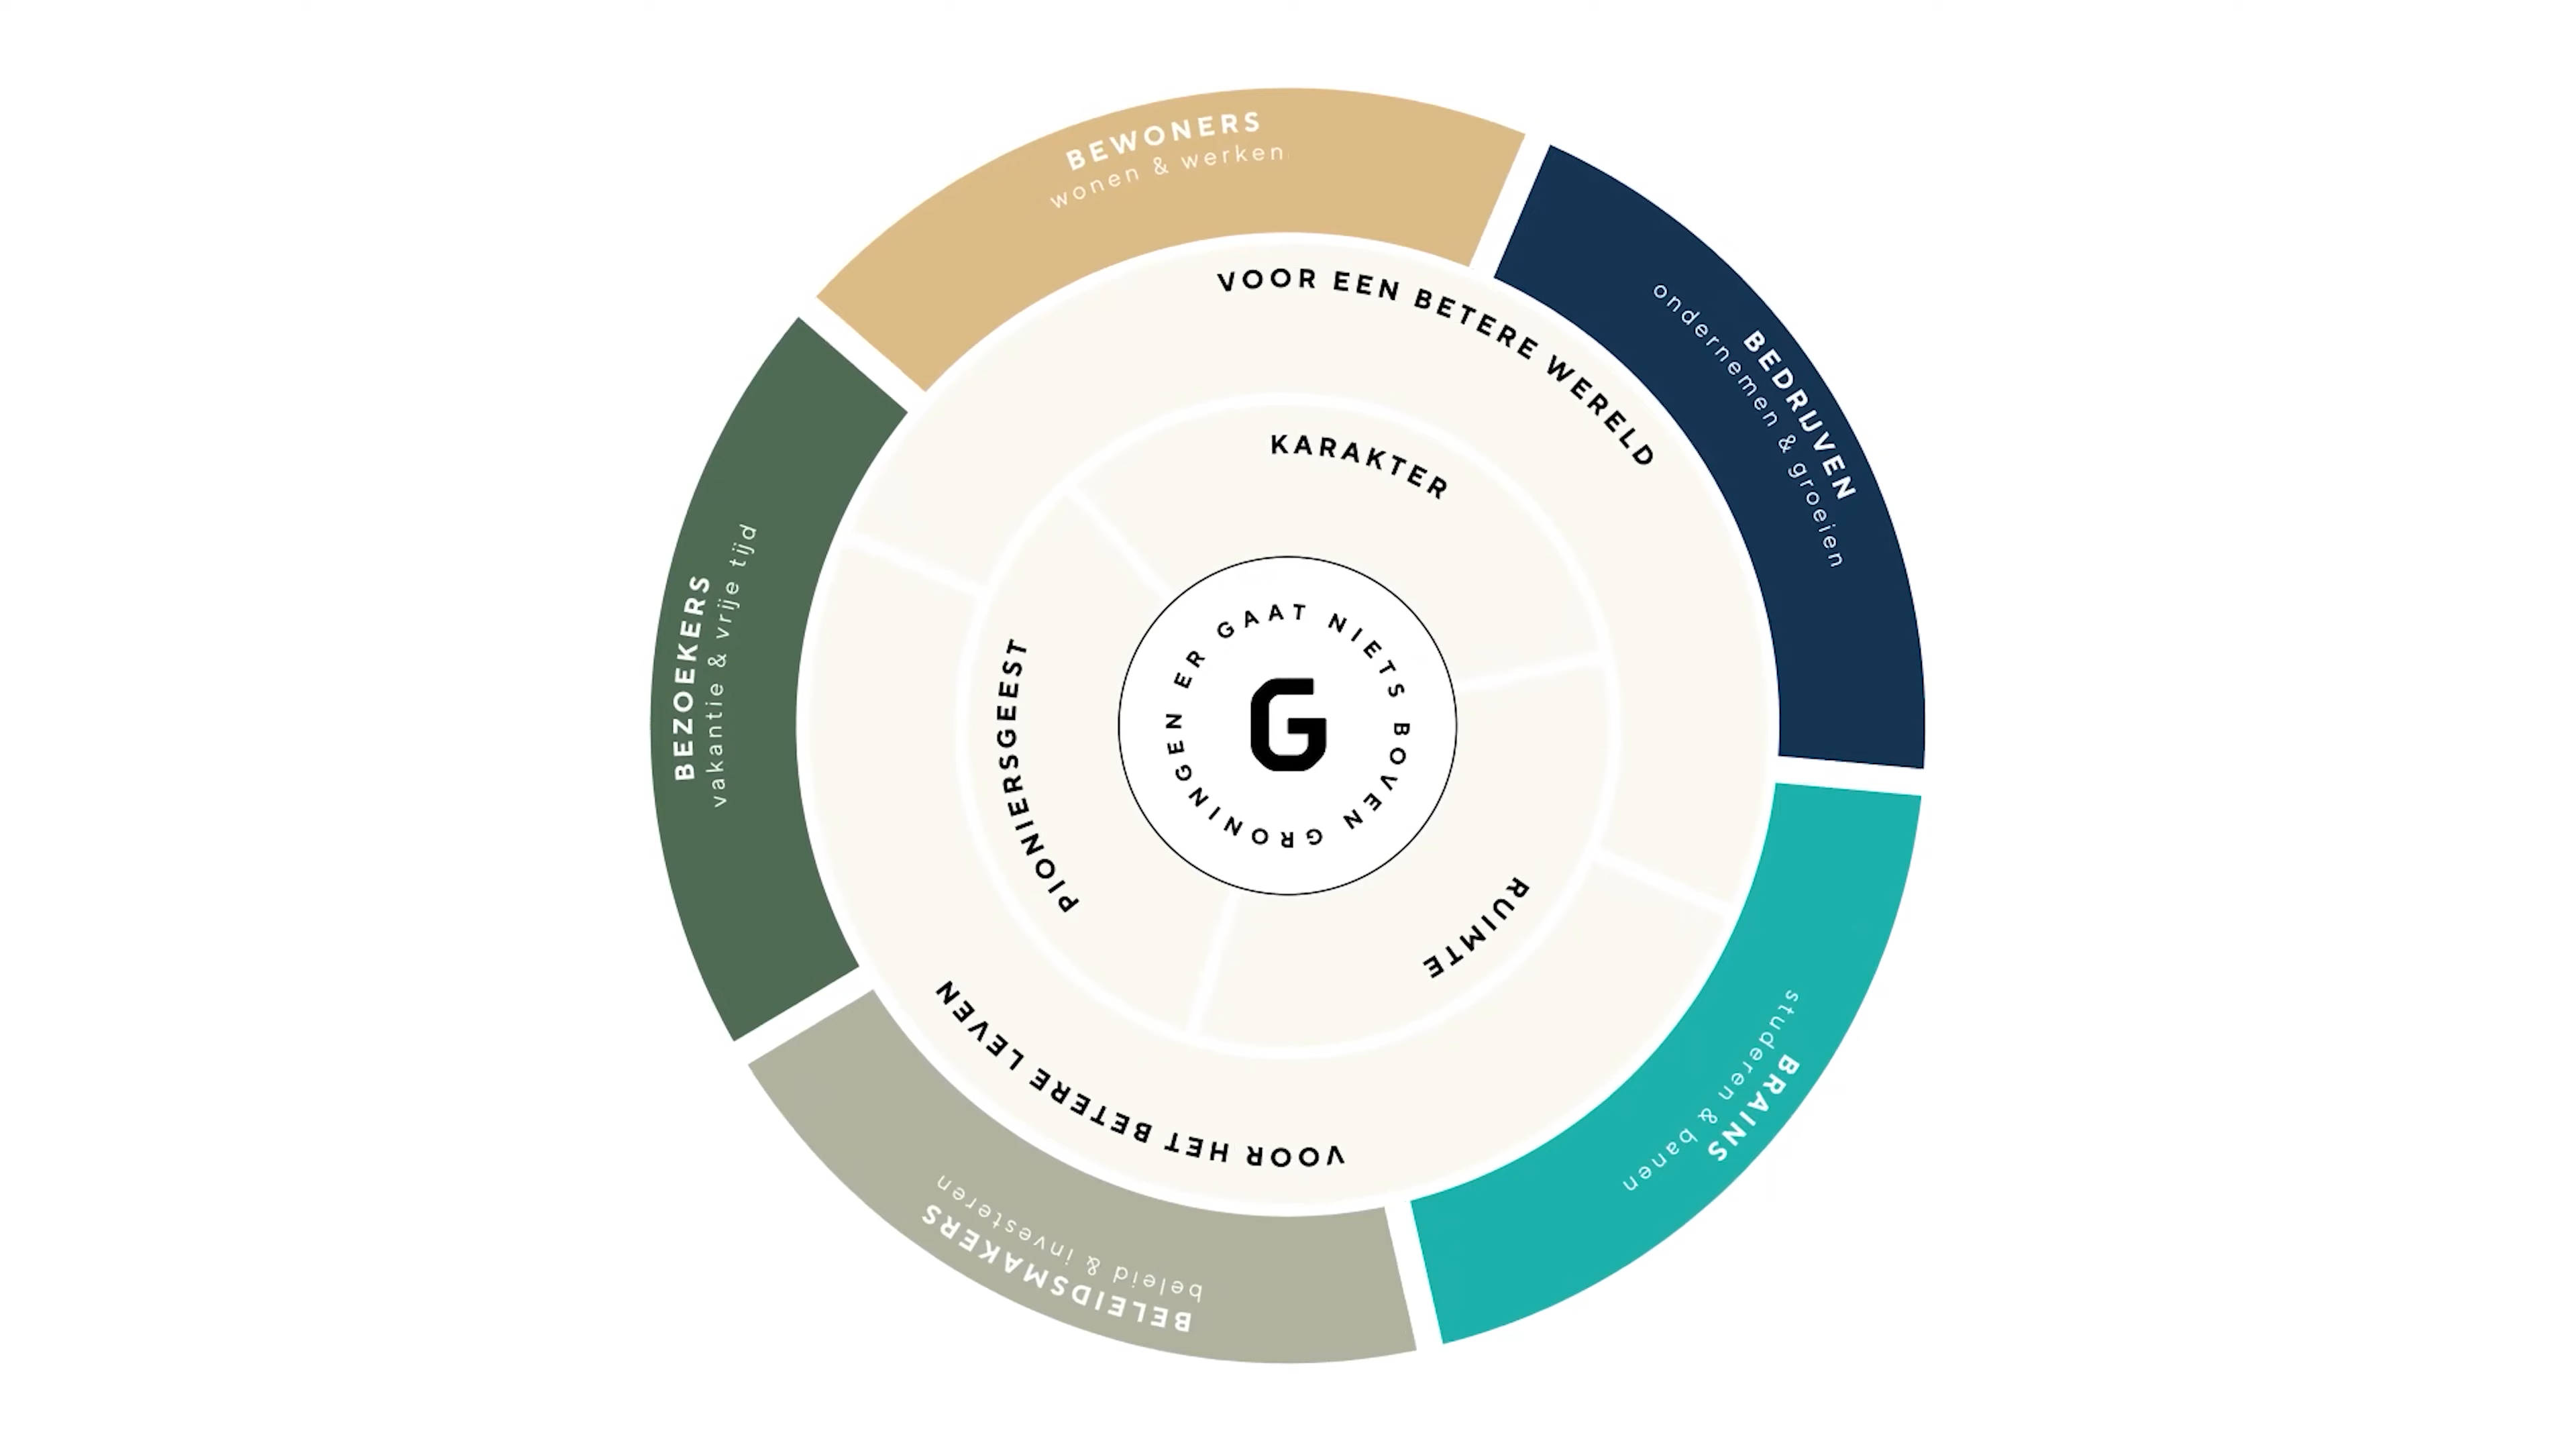 BEWONERS
wonen & werken
BEDRIJVEN
ondernemen & groeien
BRAINS
studeren & banen
BELEIDSMAKERS
beleid & investeren
BEZOEKERS
vakantie & vrije tijd
VOOR EEN BETERE WERELD
VOOR HET BETERE LEVEN
KARAKTER
RUIMTE
PIONIERSGEEST
ER GAAT NIETS BOVEN GRONINGEN
G